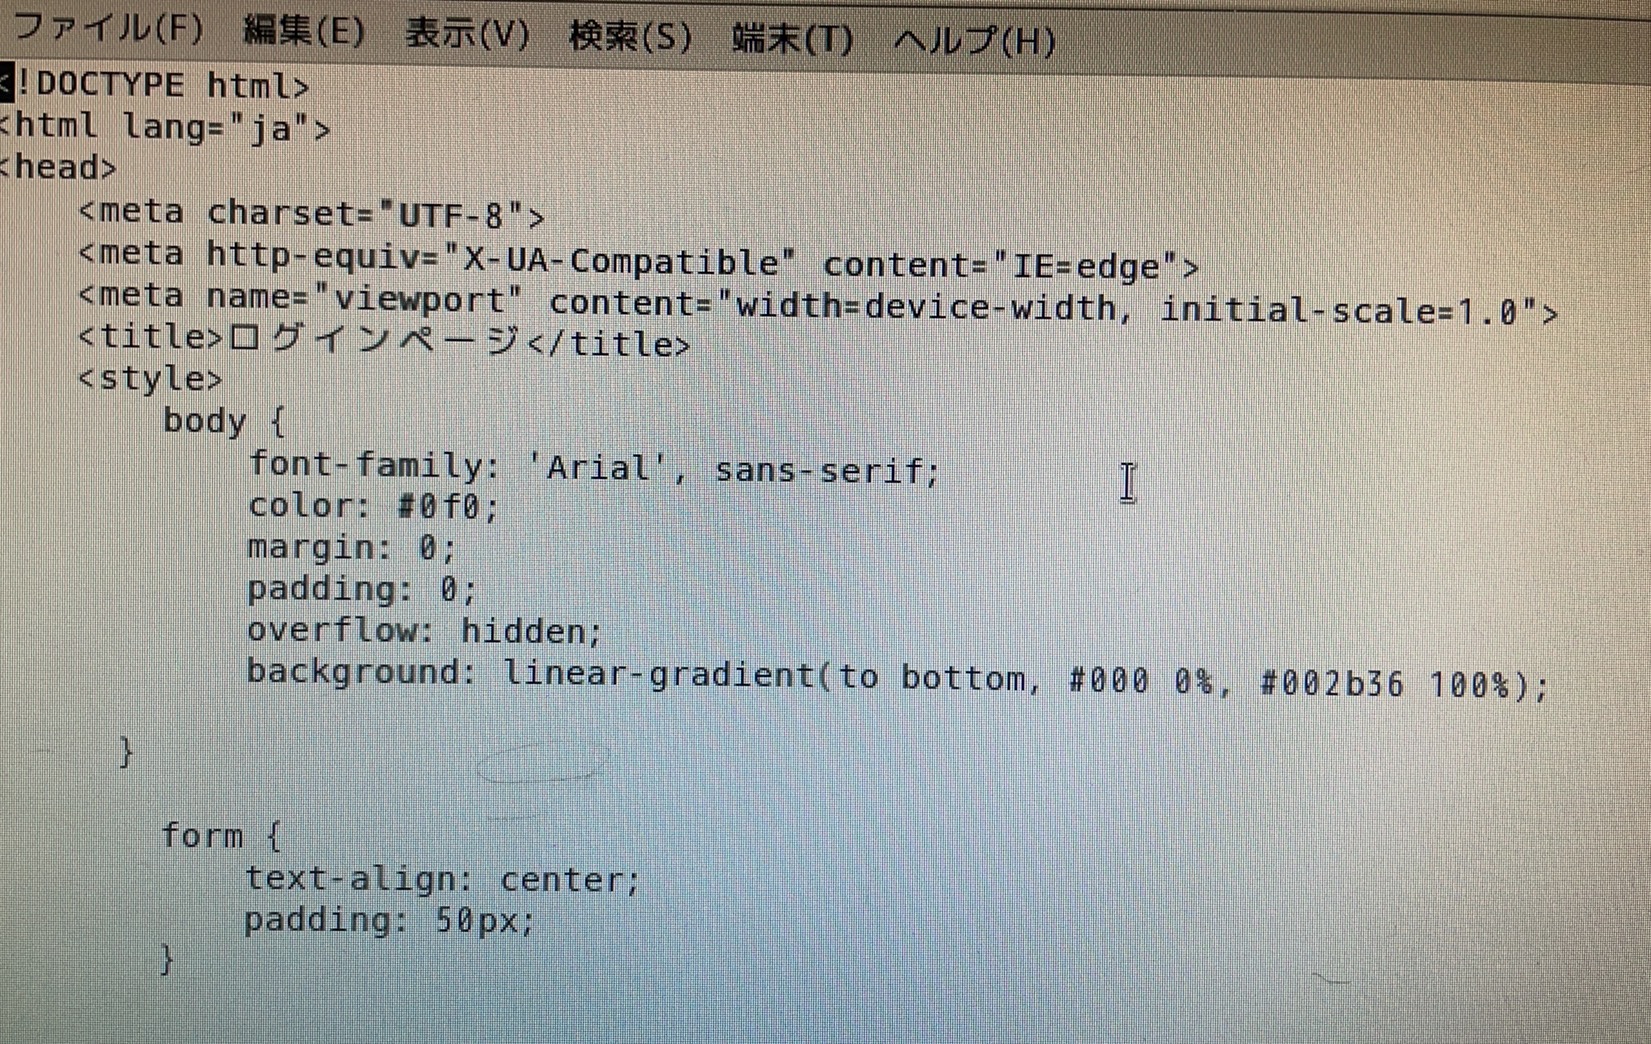 ファイル(F) 編集(E) 表示(V) 検索(S) 端末(T) ヘルプ(H)
<!DOCTYPE html>
<html lang="ja">
<head>
    <meta charset="UTF-8">
    <meta http-equiv="X-UA-Compatible" content="IE=edge">
    <meta name="viewport" content="width=device-width, initial-scale=1.0">
    <title>ログインページ</title>
    <style>
        body {
            font-family: 'Arial', sans-serif;
            color: #0f0;
            margin: 0;
            padding: 0;
            overflow: hidden;
            background: linear-gradient(to bottom, #000 0%, #002b36 100%);
      }
        form {
            text-align: center;
            padding: 50px;
        }